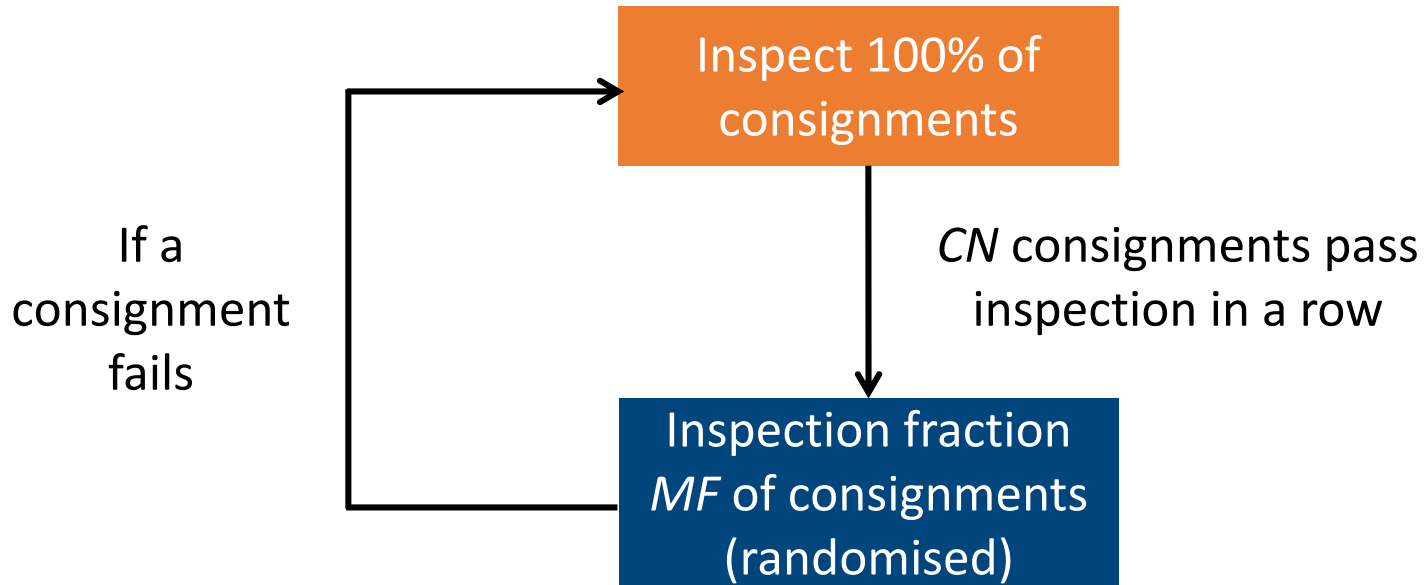 Inspect 100% of
consignments
If a
consignment
fails
CN consignments pass
inspection in a row
Inspection fraction
MF of consignments
(randomised)